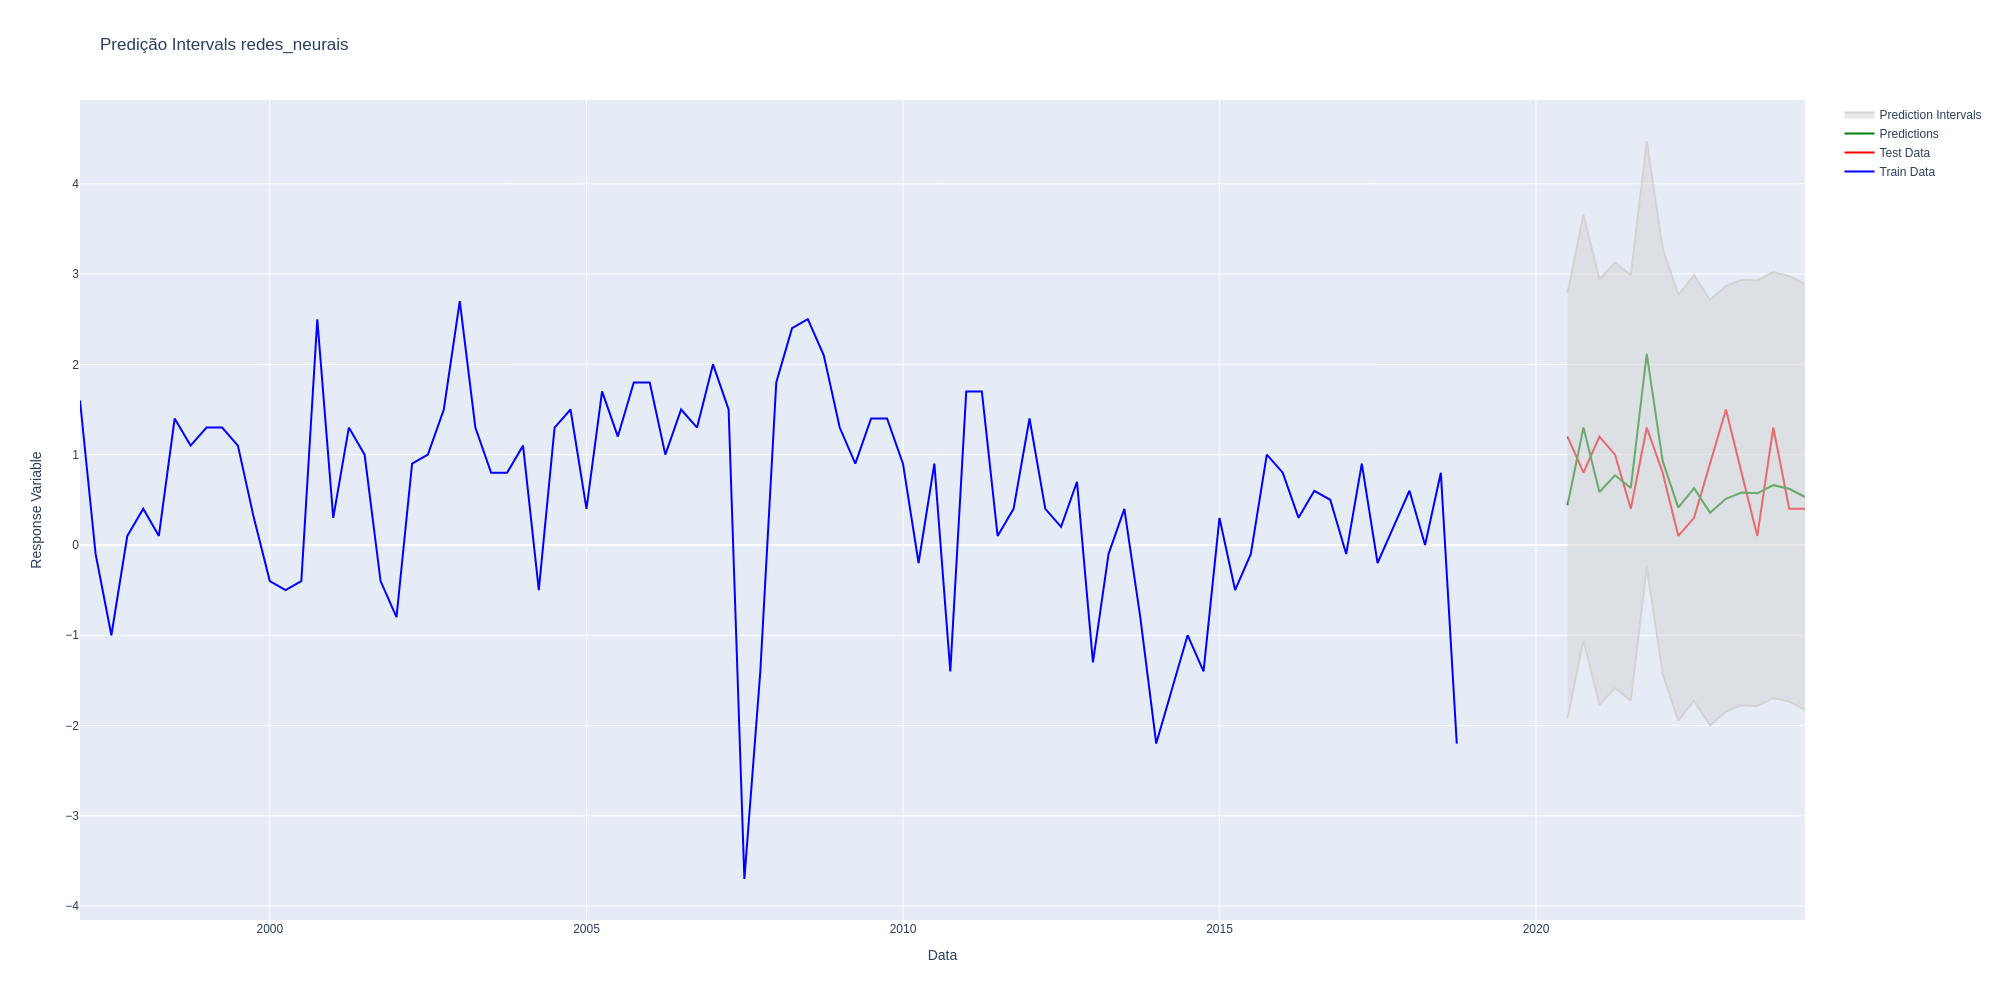 Predição Intervals redes_neurais
Prediction Intervals
Predictions
Test Data
Train Data
4
3
2
1
0
−1
−2
−3
−4
Response Variable
2000
2005
2010
2015
2020
Data